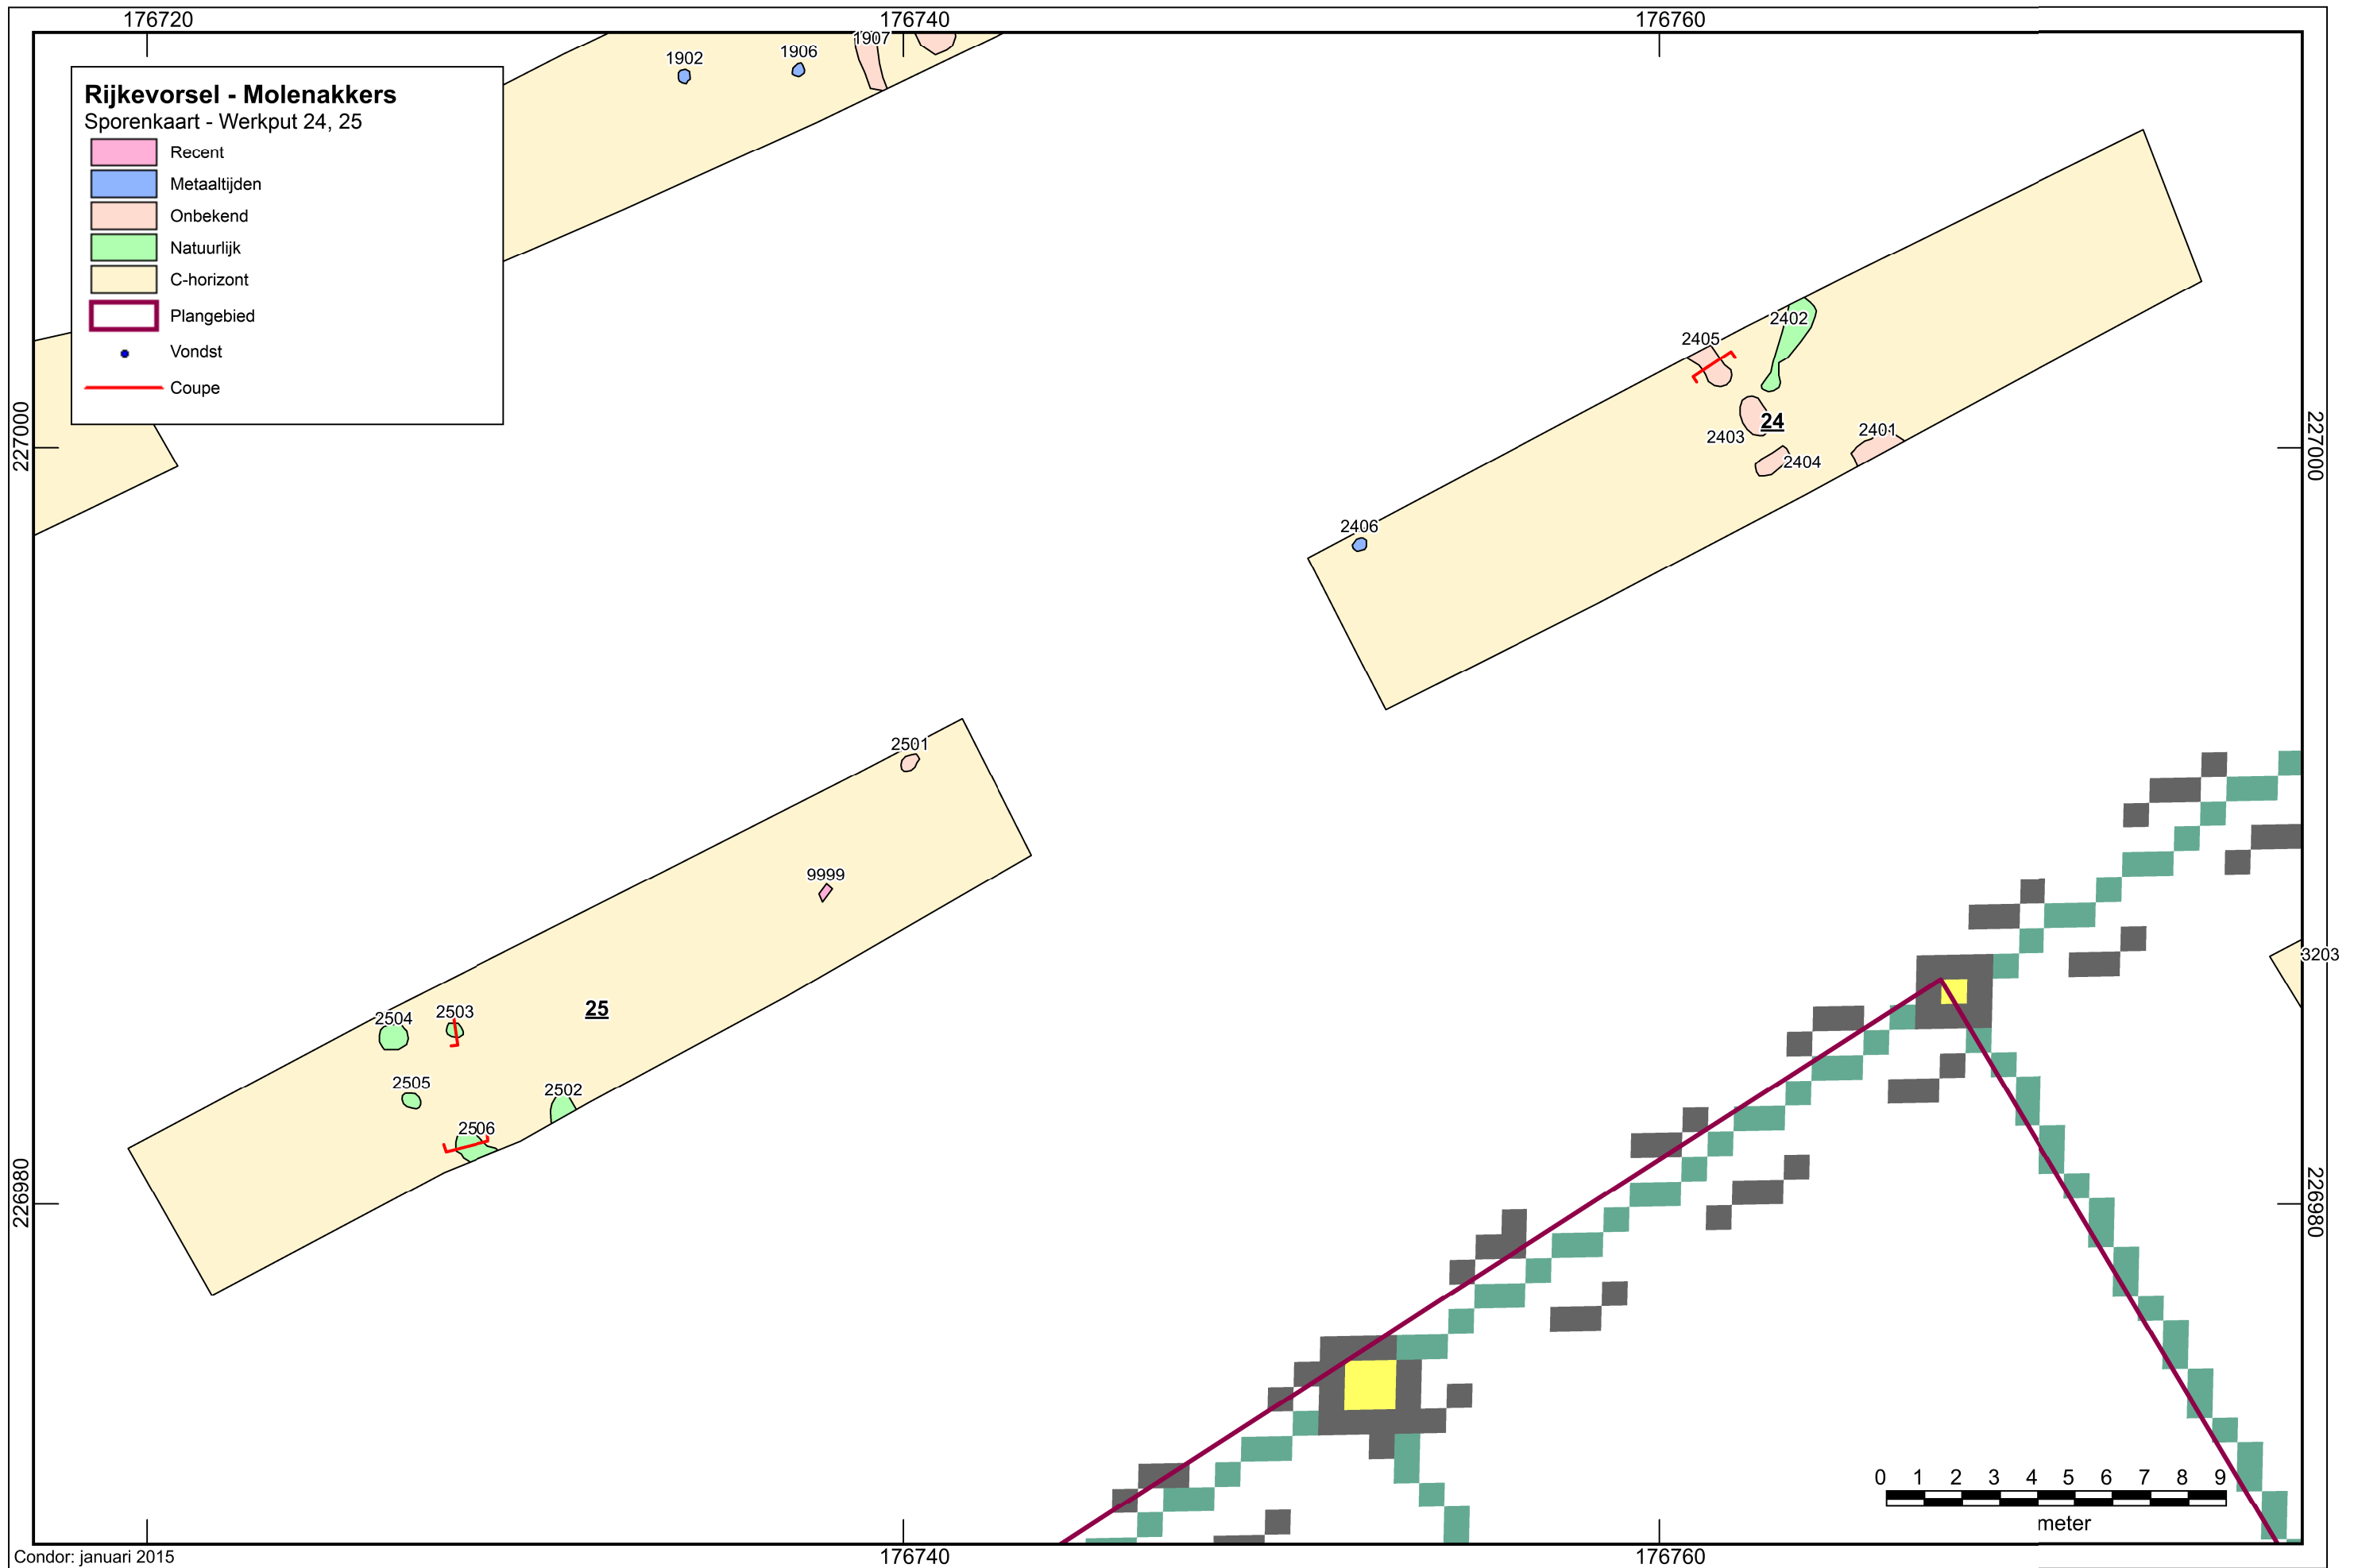 176720
176740
176760
Rijkevorsel - Molenakkers
Sporenkaart - Werkput 24, 25
Recent
Metaaltijden
Onbekend
Natuurlijk
C-horizont
Plangebied
Vondst
Coupe
1902
1906
1907
2402
2405
24
2403
2401
2404
2406
227000
227000
2501
9999
25
2503
2504
2505
2502
2506
3203
226980
226980
0 1 2 3 4 5 6 7 8 9
meter
176740
176760
Condor: januari 2015